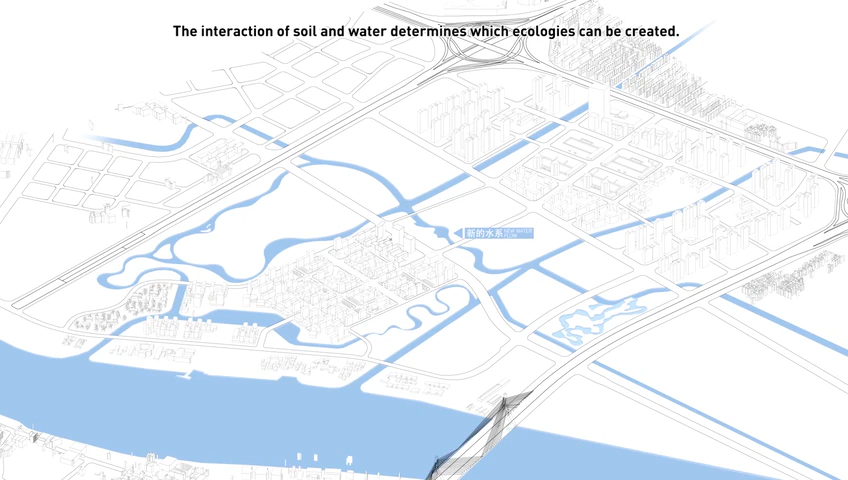 The interaction of soil and water determines which ecologies can be created.
新的水系 NEW WATER
FLOW